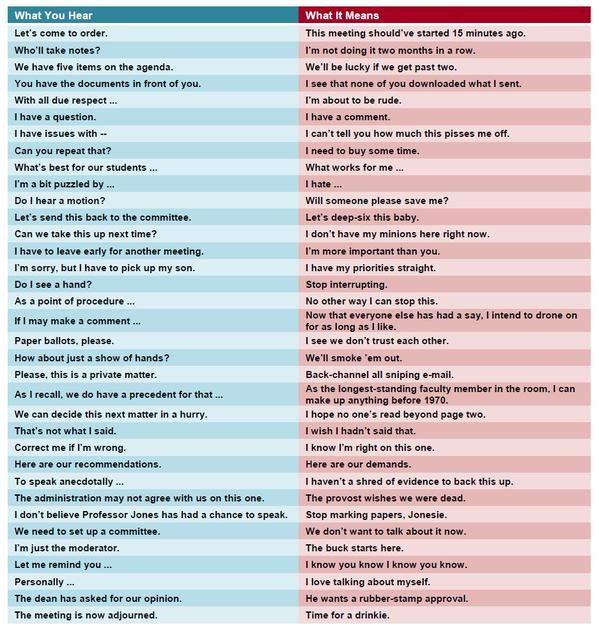 What You Hear	What It Means
Let's come to order.	This meeting should've started 15 minutes ago.
Who'll take notes?	I'm not doing it two months in a row.
We have five items on the agenda.	We'll be lucky if we get past two.
You have the documents in front of you.	I see that none of you downloaded what I sent.
With all due respect ...	I'm about to be rude.
I have a question.	I have a comment.
I have issues with --	I can't tell you how much this pisses me off.
Can you repeat that?	I need to buy some time.
What's best for our students ...	What works for me ...
I'm a bit puzzled by ...	I hate ...
Do I hear a motion?	Will someone please save me?
Let's send this back to the committee.	Let's deep-six this baby.
Can we take this up next time?	I don't have my minions here right now.
I have to leave early for another meeting.	I'm more important than you.
I'm sorry, but I have to pick up my son.	I have my priorities straight.
Do I see a hand?	Stop interrupting.
As a point of procedure ...	No other way I can stop this.
If I may make a comment ...	Now that everyone else has had a say, I intend to drone on
for as long as I like.
Paper ballots, please.	I see we don't trust each other.
How about just a show of hands?	We'll smoke 'em out.
Please, this is a private matter.	Back-channel all sniping e-mail.
As I recall, we do have a precedent for that ...	As the longest-standing faculty member in the room, I can
make up anything before 1970.
We can decide this next matter in a hurry.	I hope no one's read beyond page two.
That's not what I said.	I wish I hadn't said that.
Correct me if I'm wrong.	I know I'm right on this one.
Here are our recommendations.	Here are our demands.
To speak anecdotally ...	I haven't a shred of evidence to back this up.
The administration may not agree with us on this one.	The provost wishes we were dead.
I don't believe Professor Jones has had a chance to speak.	Stop marking papers, Jonesie.
We need to set up a committee.	We don't want to talk about it now.
I'm just the moderator.	The buck starts here.
Let me remind you ...	I know you know I know you know.
Personally ...	I love talking about myself.
The dean has asked for our opinion.	He wants a rubber-stamp approval.
The meeting is now adjourned.	Time for a drinkie.